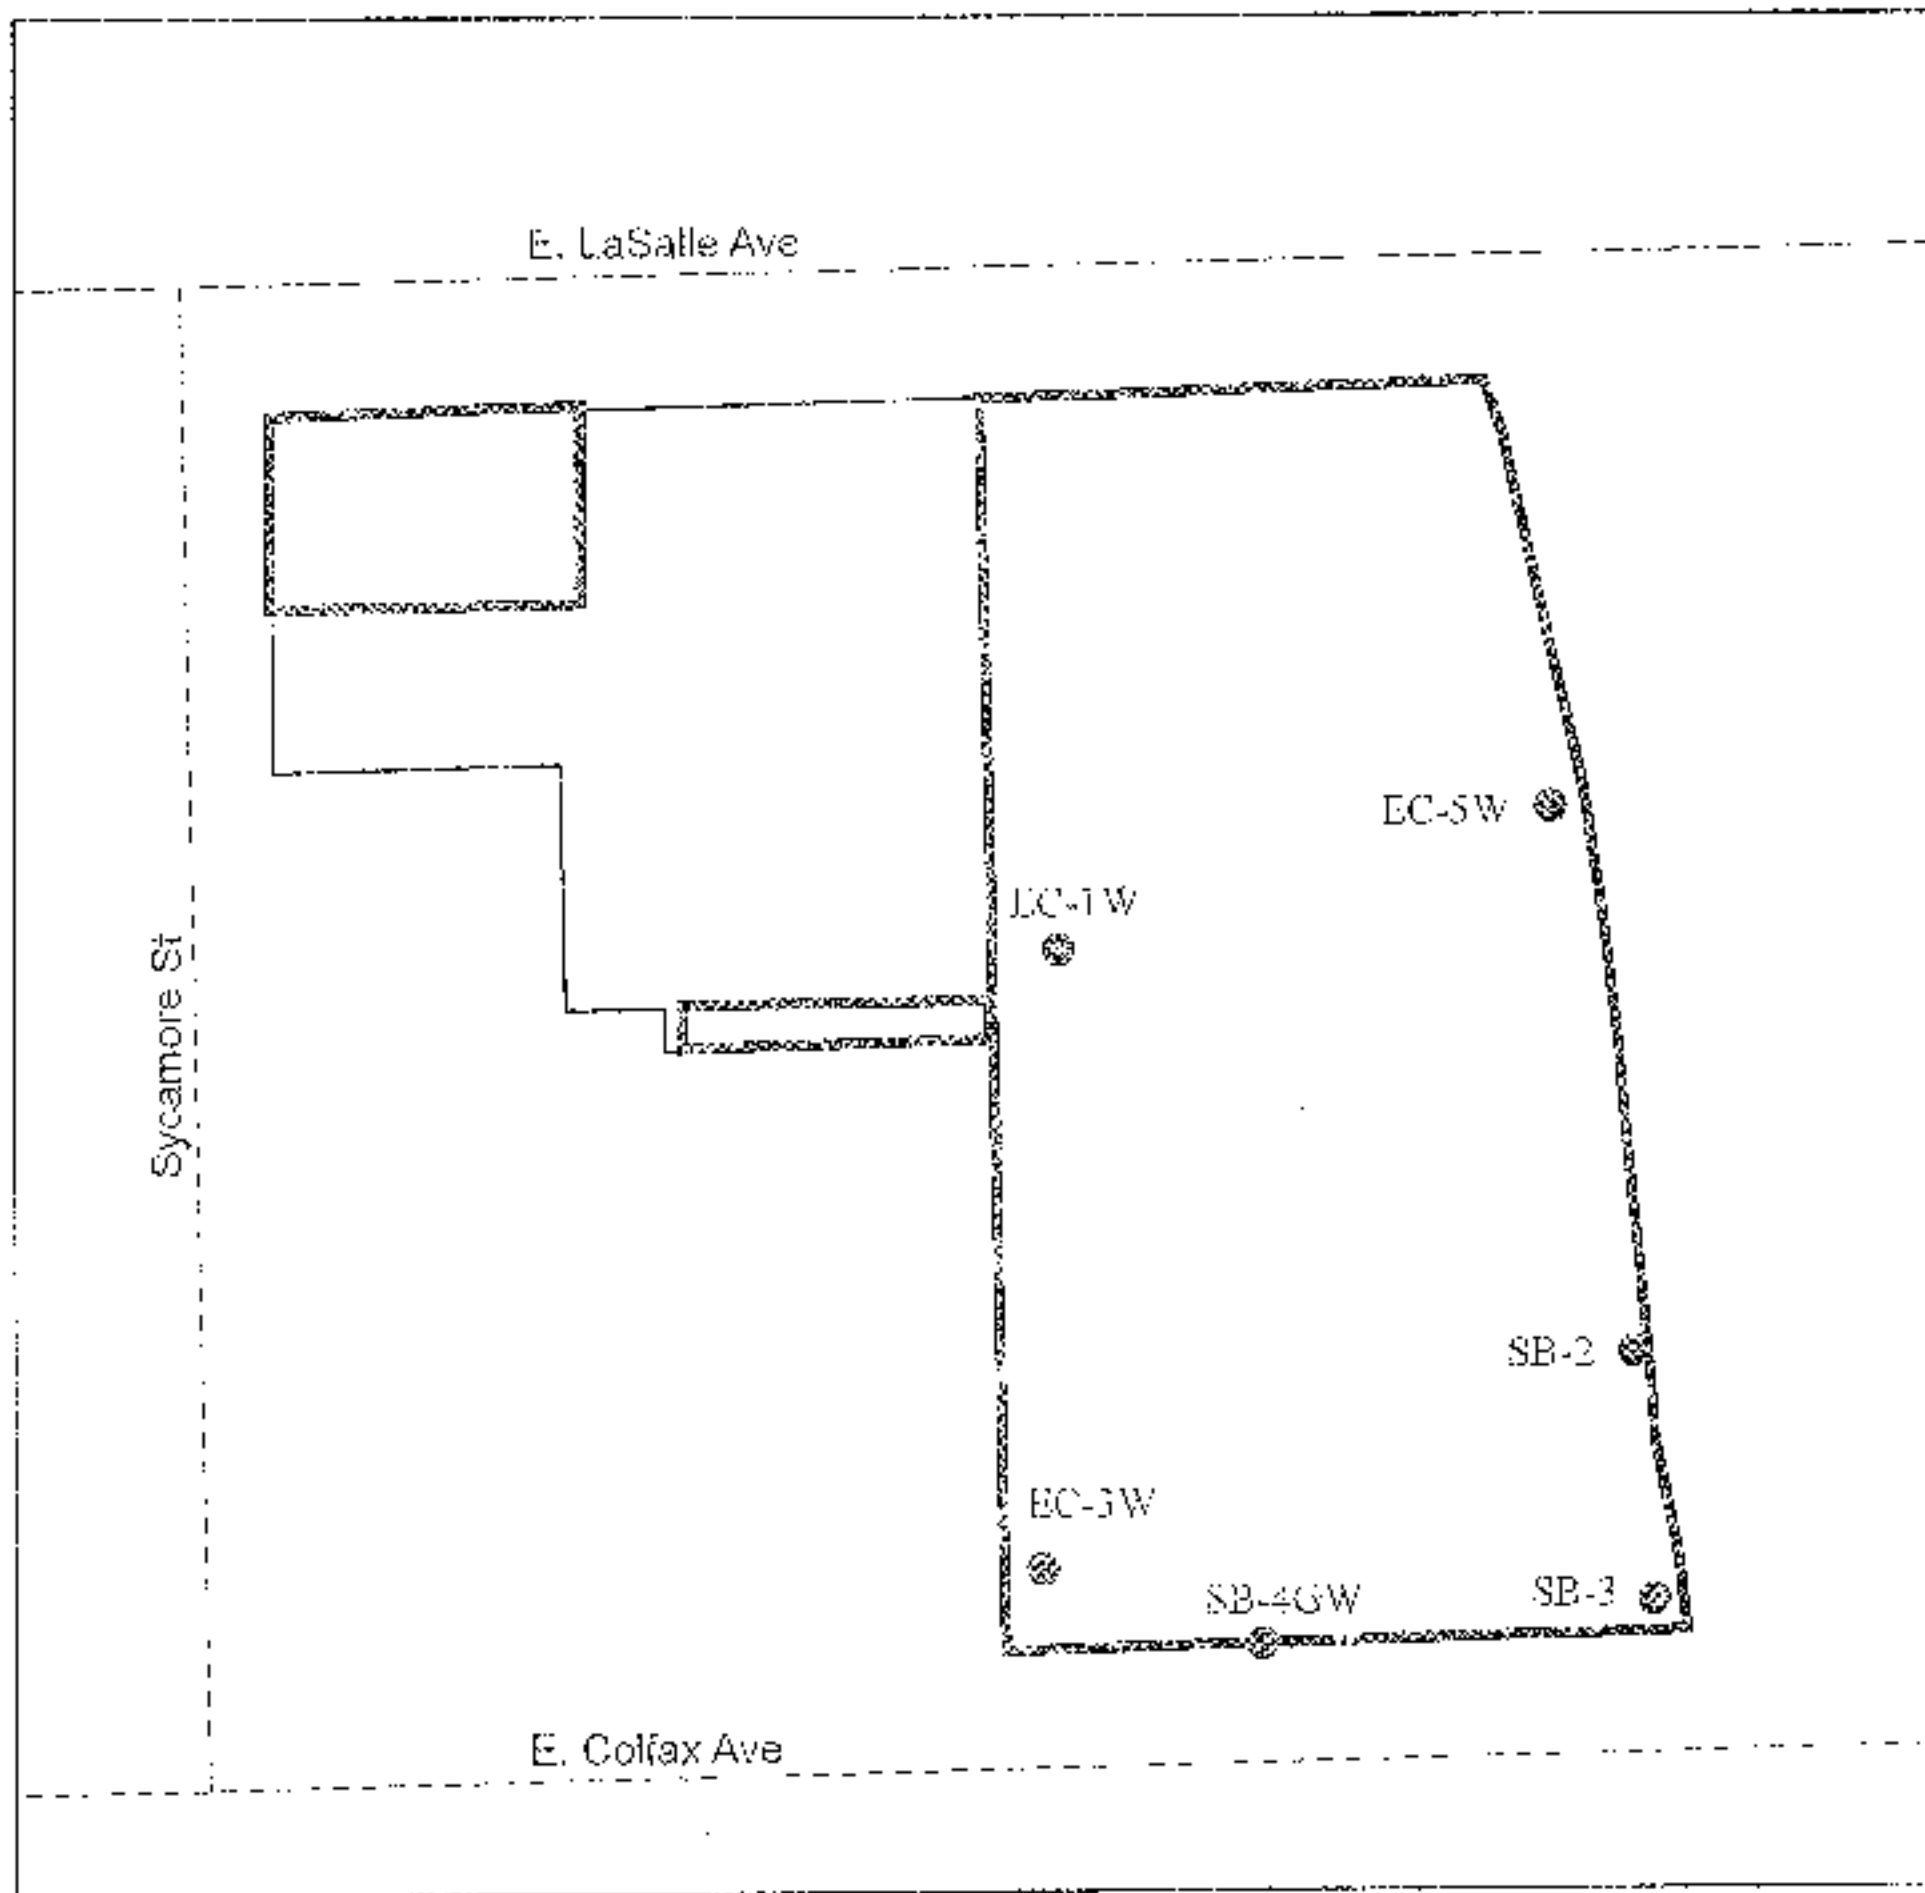 E. LaSalle Ave
EC-5W
EC-1W
Sycamore St
SB-2
EC-3W
SB-3
SB-4GW
E. Colfax Ave